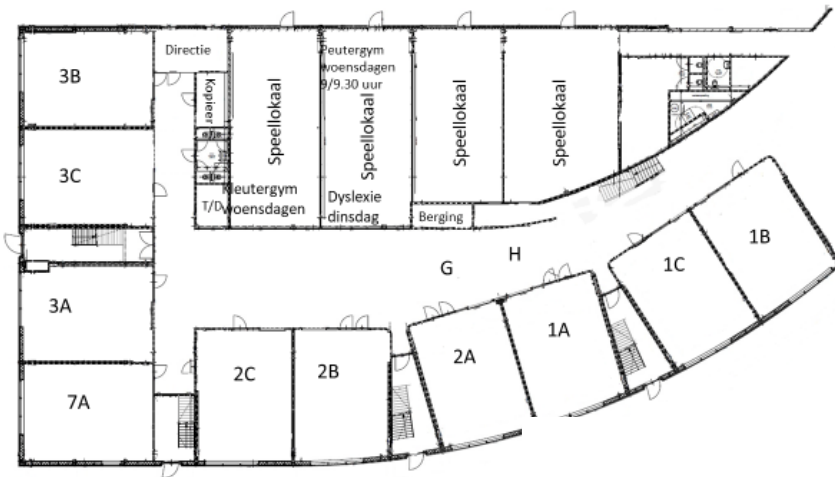 3B
Directie
Kopieer
Speellokaal
Peutergym
woensdagen
9/9.30 uur
Speellokaal
Speellokaal
Speellokaal
3C
T/D
Kleutergym
woensdagen
Dyslexie
dinsdag
Berging
G
H
1B
1C
3A
1A
2A
2B
2C
7A